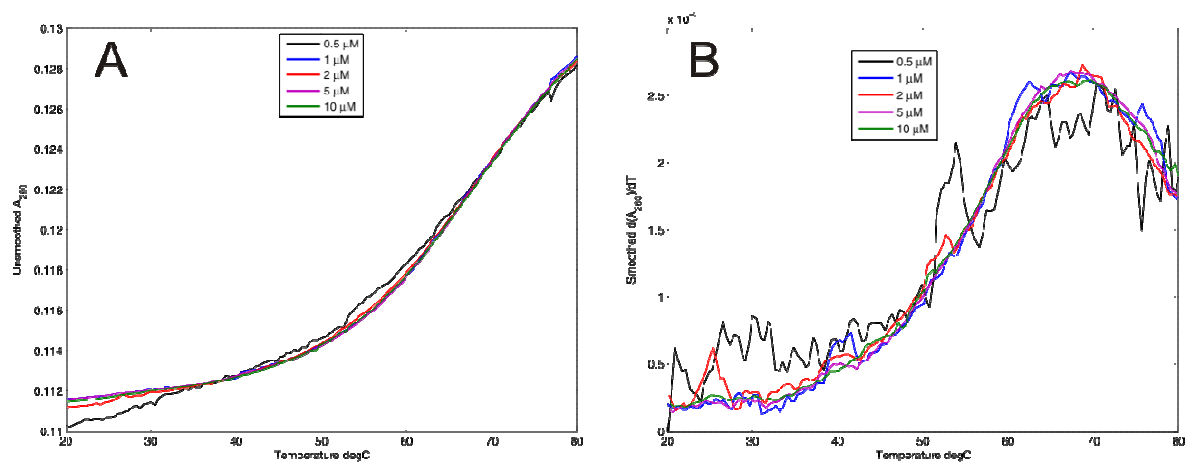 A
0.13
0.128
0.126
0.124
0.122
0.12
0.118
0.116
0.114
0.112
0.11
Unsmoothed A260
0.5 µM
1 µM
2 µM
5 µM
10 µM
20 30 40 50 60 70 80
Temperature degC
B
x 10
2.5
2
1.5
1
0.5
0
Smoothed d(A260)/dT
0.5 µM
1 µM
2 µM
5 µM
10 µM
20 30 40 50 60 70 80
Temperature degC